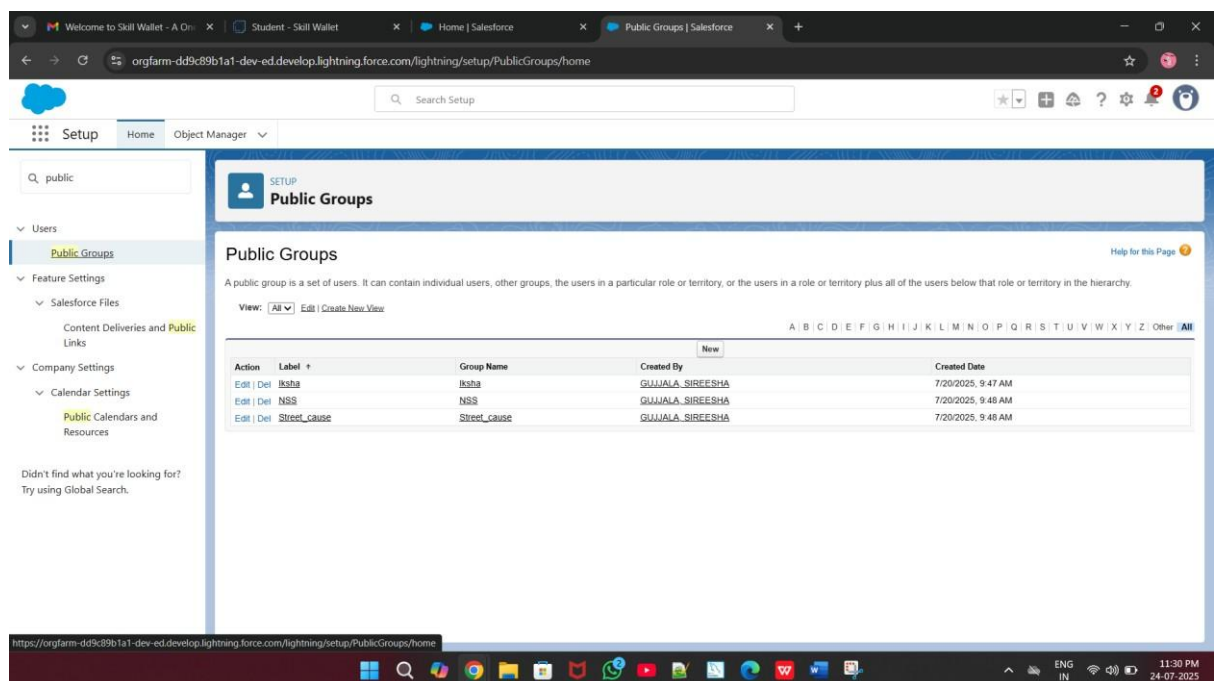 Welcome to Skill Wallet - A On
Student - Skill Wallet
Home | Salesforce
Public Groups | Salesforce
orgfarm-dd9c89b1a1-dev-ed.develop.lightning.force.com/lightning/setup/PublicGroups/home
Search Setup
2
Setup Home Object Manager
public
SETUP
Public Groups
Users
Public Groups
Feature Settings
Salesforce Files
Content Deliveries and Public
Links
Company Settings
Calendar Settings
Public Calendars and
Resources
Didn't find what you're looking for?
Try using Global Search.
Public Groups
Help for this Page
A public group is a set of users. It can contain individual users, other groups, the users in a particular role or territory, or the users in a role or territory plus all of the users below that role or territory in the hierarchy.
View: All Edit | Create New View
A | B | C | D | E | F | G | H | I | J | K | L | M | N | O | P | Q | R | S | T | U | V | W | X | Y | Z | Other All
New
Action Label ↑ Group Name Created By Created Date
Edit | Del Iksha Iksha GUJJALA, SIREESHA 7/20/2025, 9:47 AM
Edit | Del NSS NSS GUJJALA, SIREESHA 7/20/2025, 9:48 AM
Edit | Del Street_cause Street_cause GUJJALA, SIREESHA 7/20/2025, 9:48 AM
https://orgfarm-dd9c89b1a1-dev-ed.develop.lightning.force.com/lightning/setup/PublicGroups/home
ENG
IN
11:30 PM
24-07-2025